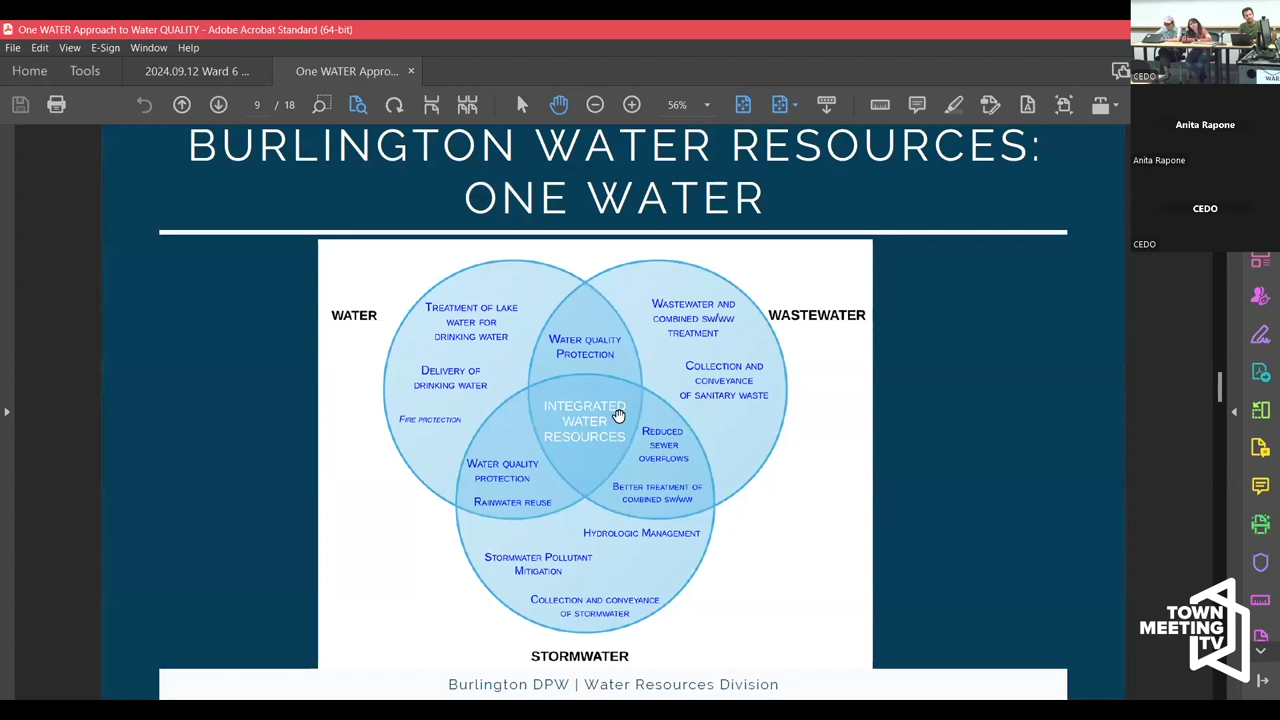 One WATER Approach to Water QUALITY - Adobe Acrobat Standard (64-bit)
File Edit View E-Sign Window Help
Home Tools 2024.09.12 Ward 6 ... One WATER Appro... ×
9 / 18 56%
BURLINGTON WATER RESOURCES:
ONE WATER
WATER
WASTEWATER
TREATMENT OF LAKE
WATER FOR
DRINKING WATER
DELIVERY OF
DRINKING WATER
FIRE PROTECTION
WATER QUALITY
PROTECTION
WASTEWATER AND
COMBINED SW/WW
TREATMENT
COLLECTION AND
CONVEYANCE
OF SANITARY WASTE
INTEGRATED
WATER
RESOURCES
REDUCED
SEWER
OVERFLOWS
BETTER TREATMENT OF
COMBINED SW/WW
WATER QUALITY
PROTECTION
RAINWATER REUSE
HYDROLOGIC MANAGEMENT
STORMWATER POLLUTANT
MITIGATION
COLLECTION AND CONVEYANCE
OF STORMWATER
STORMWATER
Burlington DPW | Water Resources Division
CEDO
WAR
Anita Rapone
Anita Rapone
CEDO
CEDO
TOWN
MEETING
TV